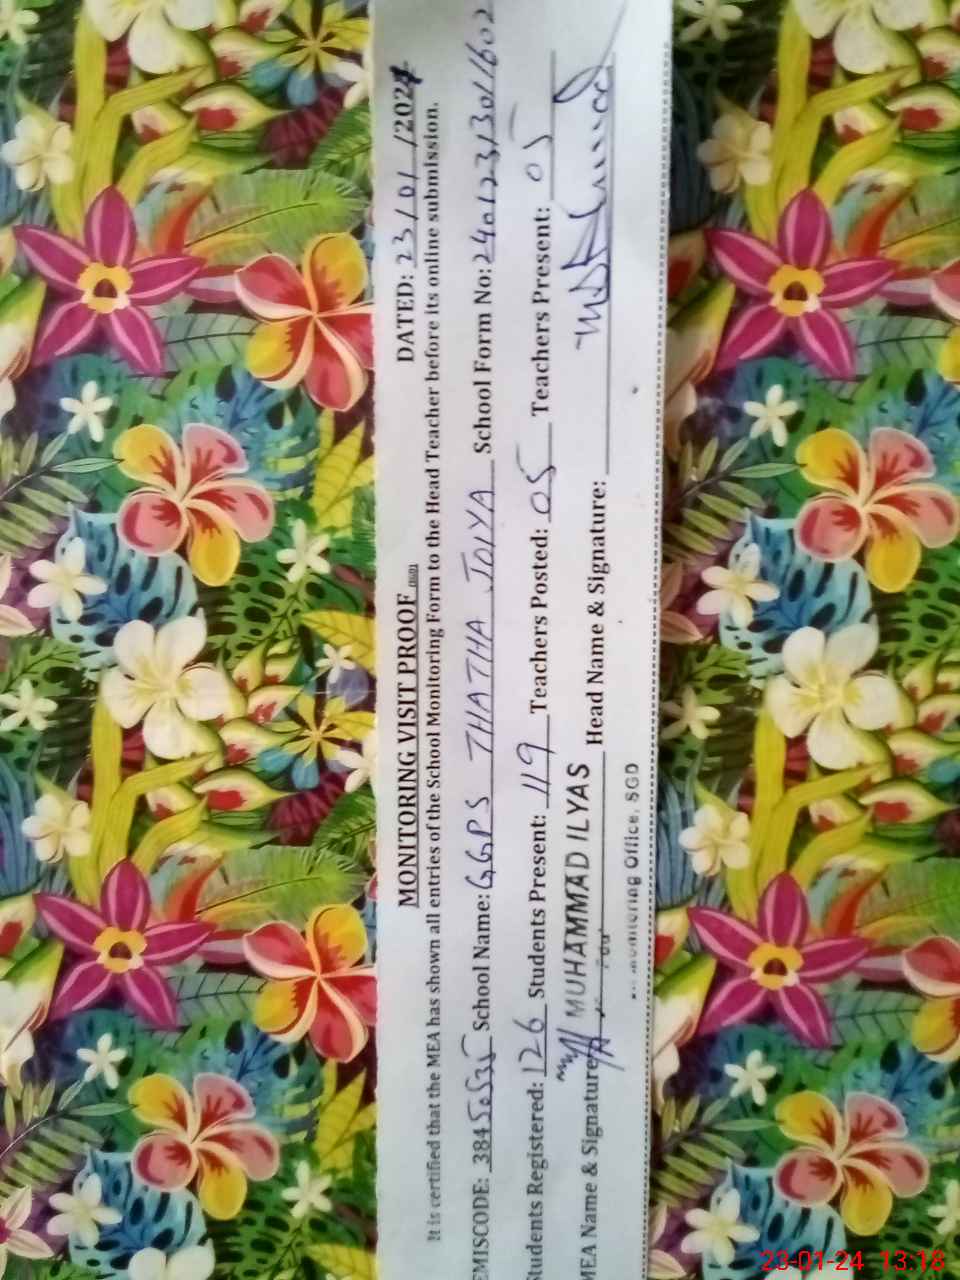 MONITORING VISIT PROOF DATED: 23/01/2024
It is certified that the MEA has shown all entries of the School Monitoring Form to the Head Teacher before its online submission.
EMISCODE: 38450535 School Name: GGPS THATHA JOIYA School Form No: 2401231301602
Students Registered: 126 Students Present: 119 Teachers Posted: 05 Teachers Present: 05
MEA Name & Signature MUHAMMAD ILYAS Head Name & Signature:
Monitoring Office, SGD
23-01-24 13:18